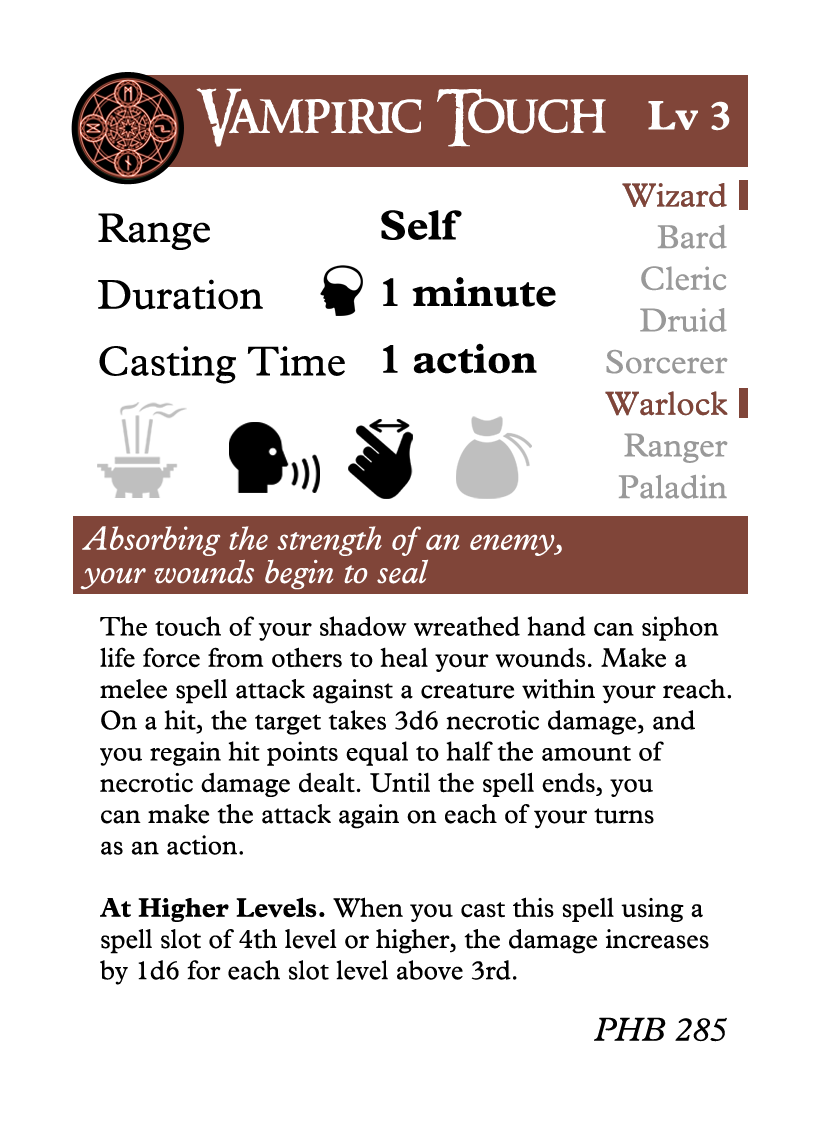 VAMPIRIC TOUCH Lv 3
Range Self
Duration 1 minute
Casting Time 1 action
Wizard
Bard
Cleric
Druid
Sorcerer
Warlock
Ranger
Paladin
Absorbing the strength of an enemy,
your wounds begin to seal
The touch of your shadow wreathed hand can siphon
life force from others to heal your wounds. Make a
melee spell attack against a creature within your reach.
On a hit, the target takes 3d6 necrotic damage, and
you regain hit points equal to half the amount of
necrotic damage dealt. Until the spell ends, you
can make the attack again on each of your turns
as an action.
At Higher Levels. When you cast this spell using a
spell slot of 4th level or higher, the damage increases
by 1d6 for each slot level above 3rd.
PHB 285